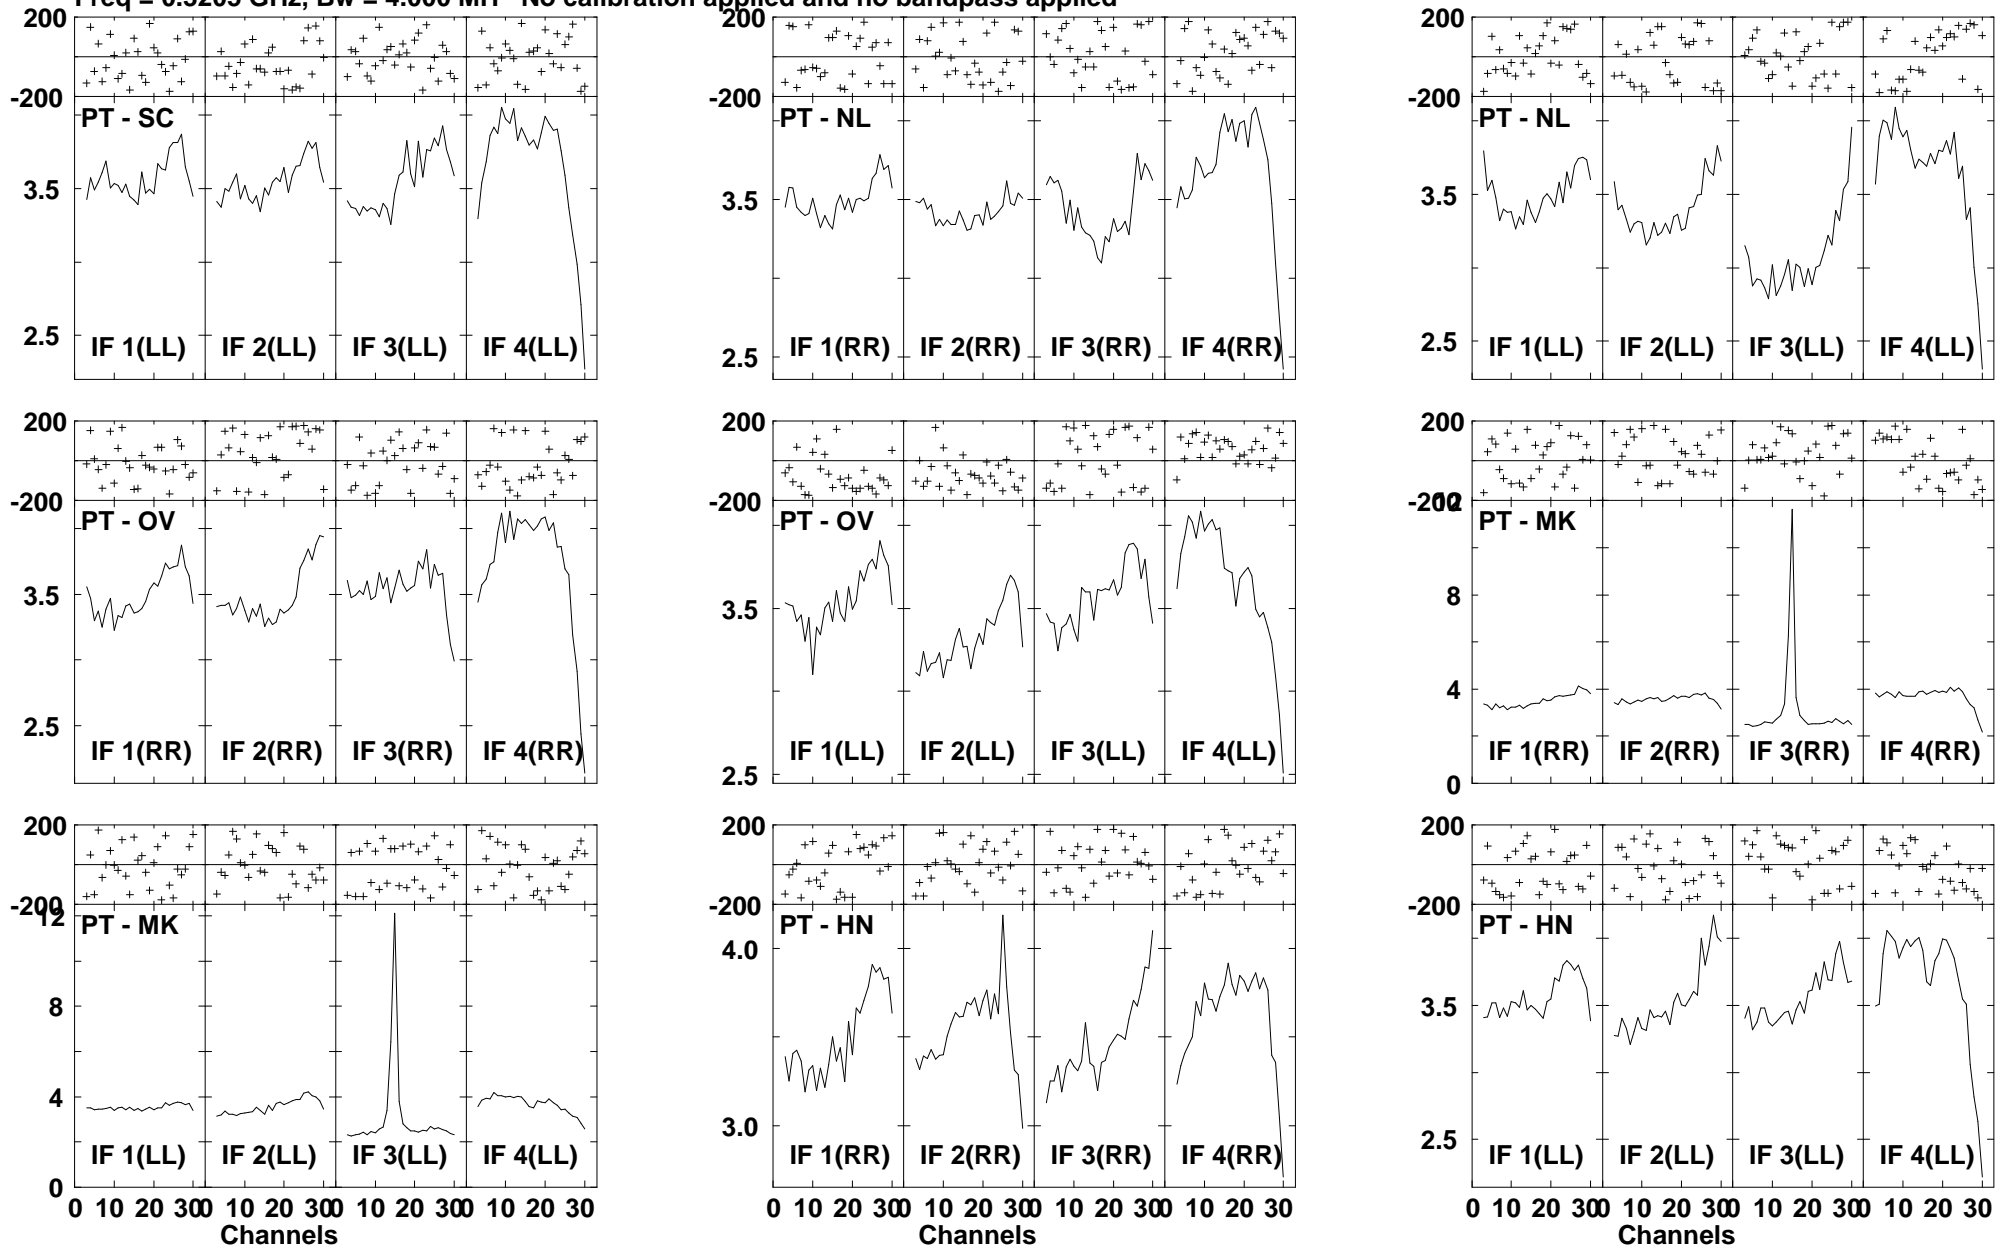 No calibration applied and no bandpass applied
200 200 200
-200 -200 -200
PT - SC PT - NL PT - NL
3.5 3.5 3.5
2.5 2.5 2.5
IF 1(LL) IF 2(LL) IF 3(LL) IF 4(LL) IF 1(RR) IF 2(RR) IF 3(RR) IF 4(RR) IF 1(LL) IF 2(LL) IF 3(LL) IF 4(LL)
200 200 200
-200 -200 -200 12
PT - OV PT - OV PT - MK
3.5 3.5 8
4
2.5 2.5
IF 1(RR) IF 2(RR) IF 3(RR) IF 4(RR) IF 1(LL) IF 2(LL) IF 3(LL) IF 4(LL) IF 1(RR) IF 2(RR) IF 3(RR) IF 4(RR)
0
200 200 200
-200 -200 -200
12
PT - MK PT - HN PT - HN
4.0
8 3.5
4
3.0 2.5
IF 1(LL) IF 2(LL) IF 3(LL) IF 4(LL) IF 1(RR) IF 2(RR) IF 3(RR) IF 4(RR) IF 1(LL) IF 2(LL) IF 3(LL) IF 4(LL)
0
0 10 20 30 0 10 20 30 0 10 20 30 0 10 20 30 0 10 20 30 0 10 20 30 0 10 20 30 0 10 20 30 0 10 20 30 0 10 20 30 0 10 20 30 0 10 20 30
Channels Channels Channels